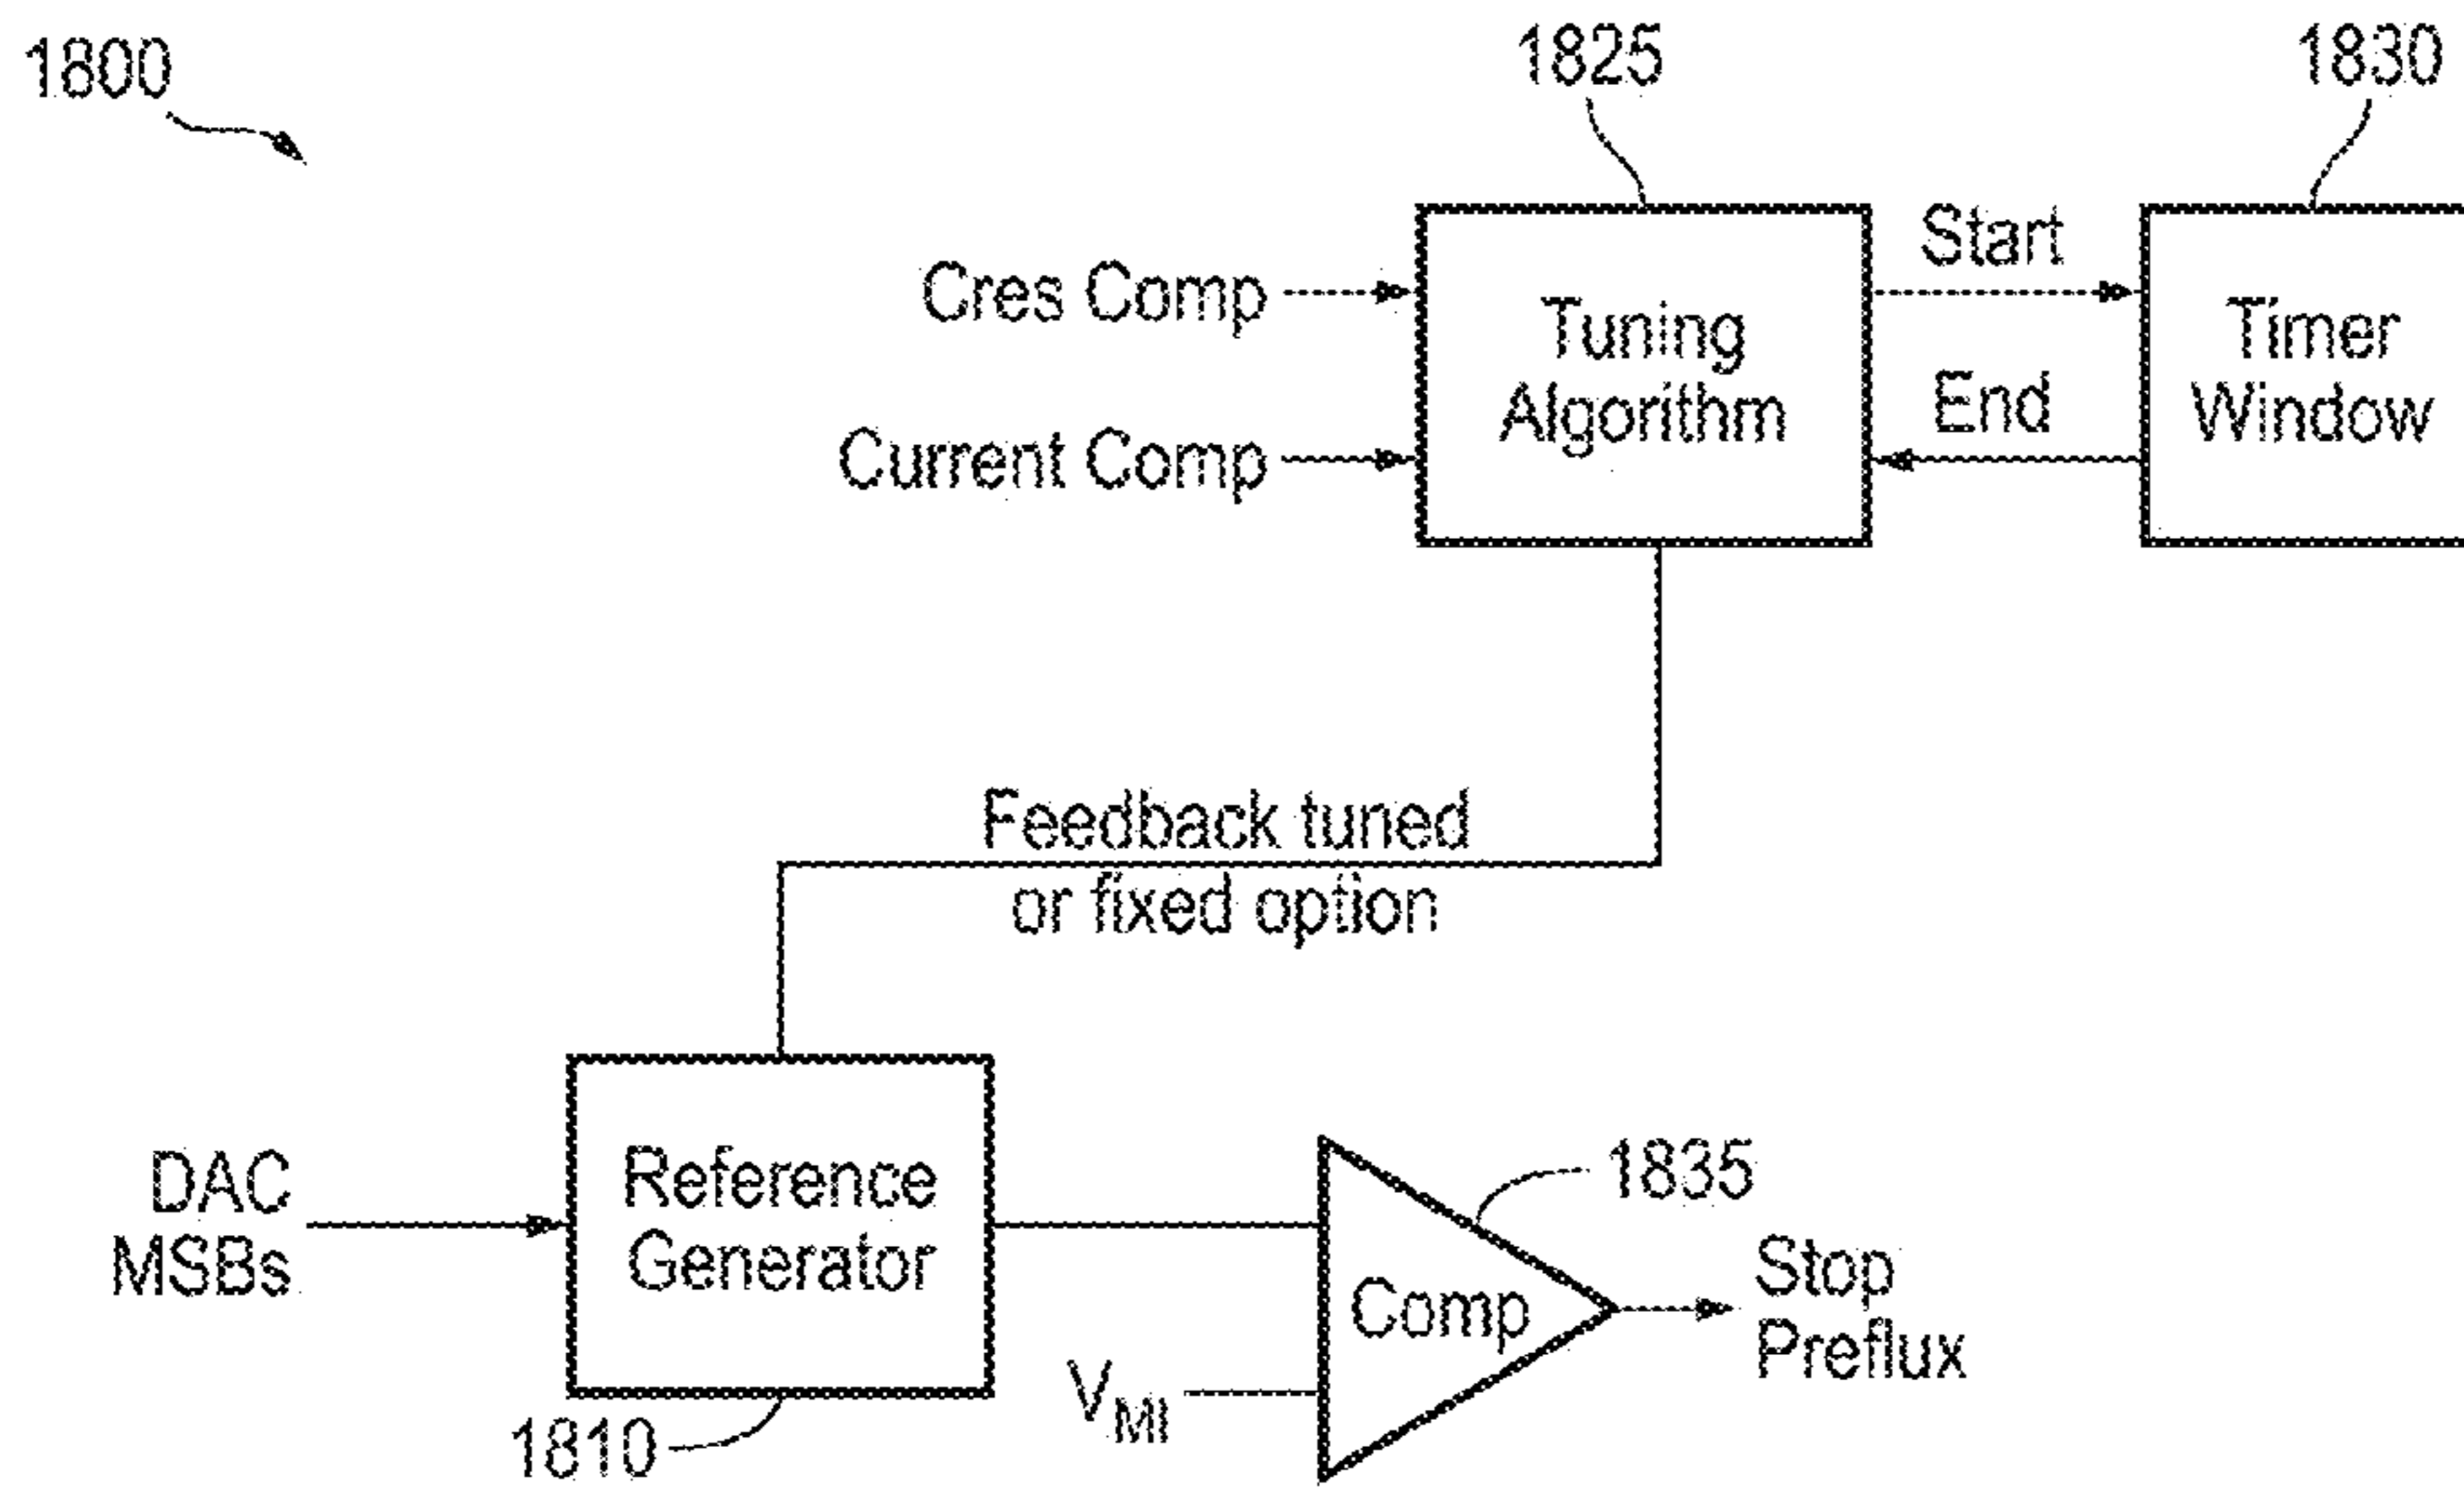 1800
1825
1830
Cres Comp
Current Comp
Tuning
Algorithm
Start
End
Timer
Window
Feedback tuned
or fixed option
DAC
MSBs
Reference
Generator
1810
VMI
Comp
1835
Stop
Preflux